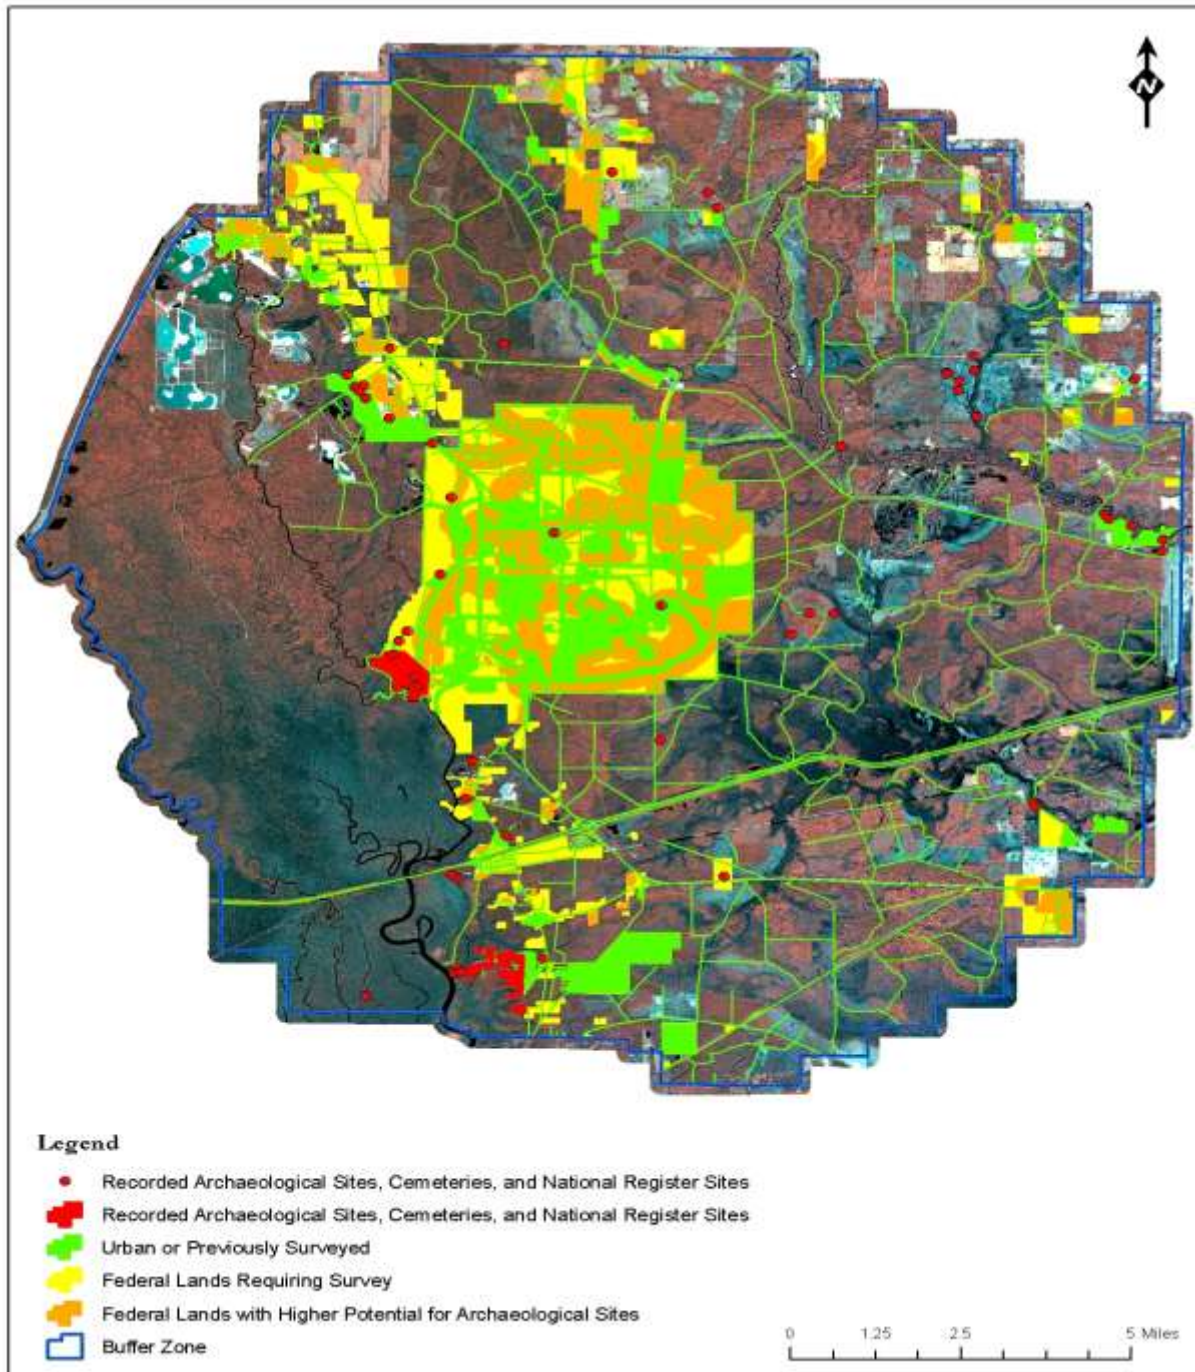 N
Legend
Recorded Archaeological Sites, Cemeteries, and National Register Sites
Recorded Archaeological Sites, Cemeteries, and National Register Sites
Urban or Previously Surveyed
Federal Lands Requiring Survey
Federal Lands with Higher Potential for Archaeological Sites
Buffer Zone
0 1.25 2.5 5 Miles